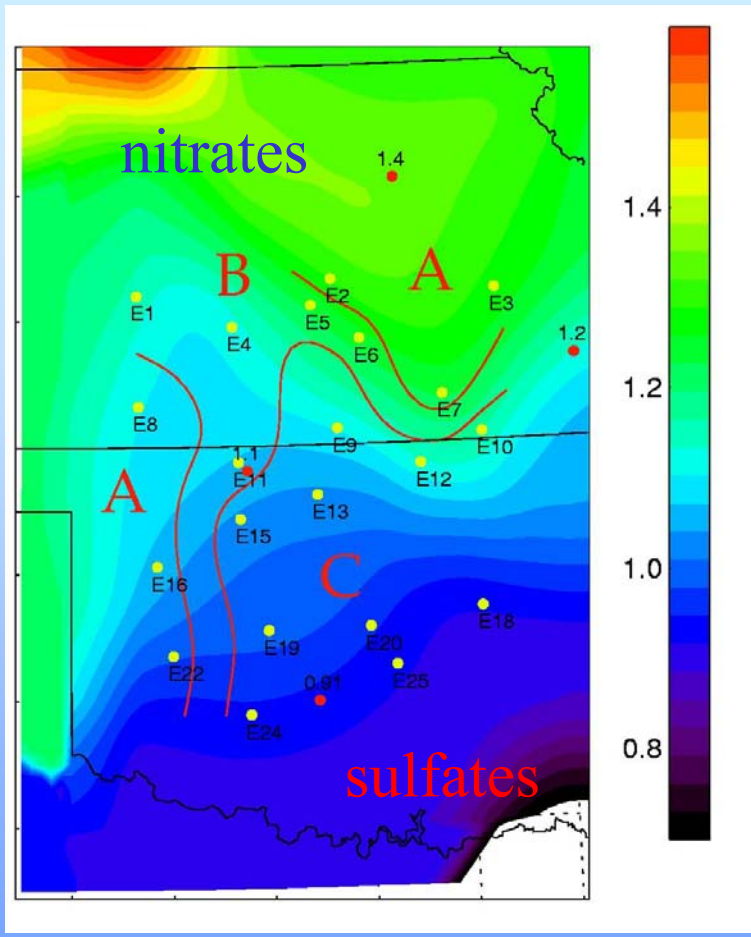 nitrates
1.4
1.4
B
A
E2
E3
E1
E5
E4
E6
1.2
1.2
E7
E8
E9
E10
1.1
E11
E12
A
E13
E15
C
E16
1.0
E18
E19
E20
E22
E25
0.91
E24
0.8
sulfates